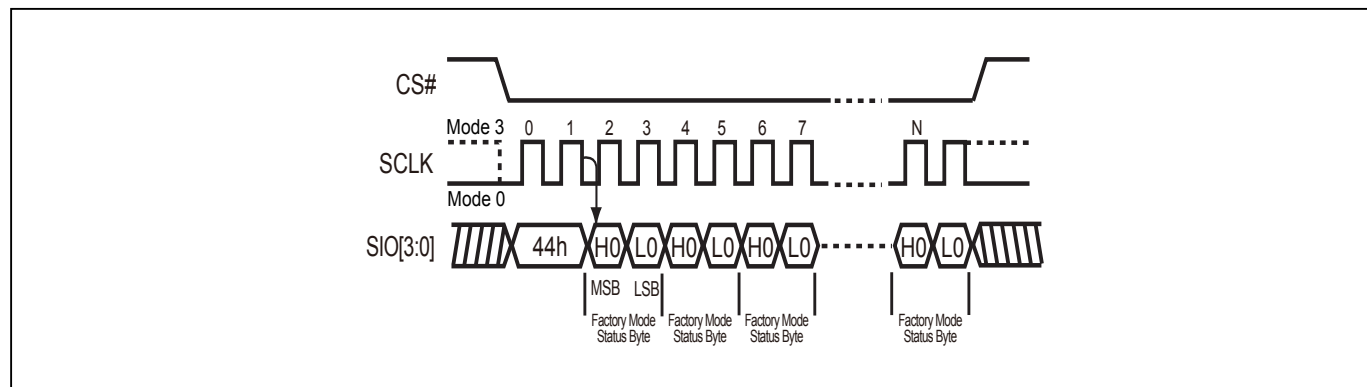 CS#
Mode 3 0 1 2 3 4 5 6 7 N
SCLK
Mode 0
SIO[3:0] 44h H0 L0 H0 L0 H0 L0 H0 L0
MSB LSB
Factory Mode Factory Mode Factory Mode Factory Mode
Status Byte Status Byte Status Byte Status Byte